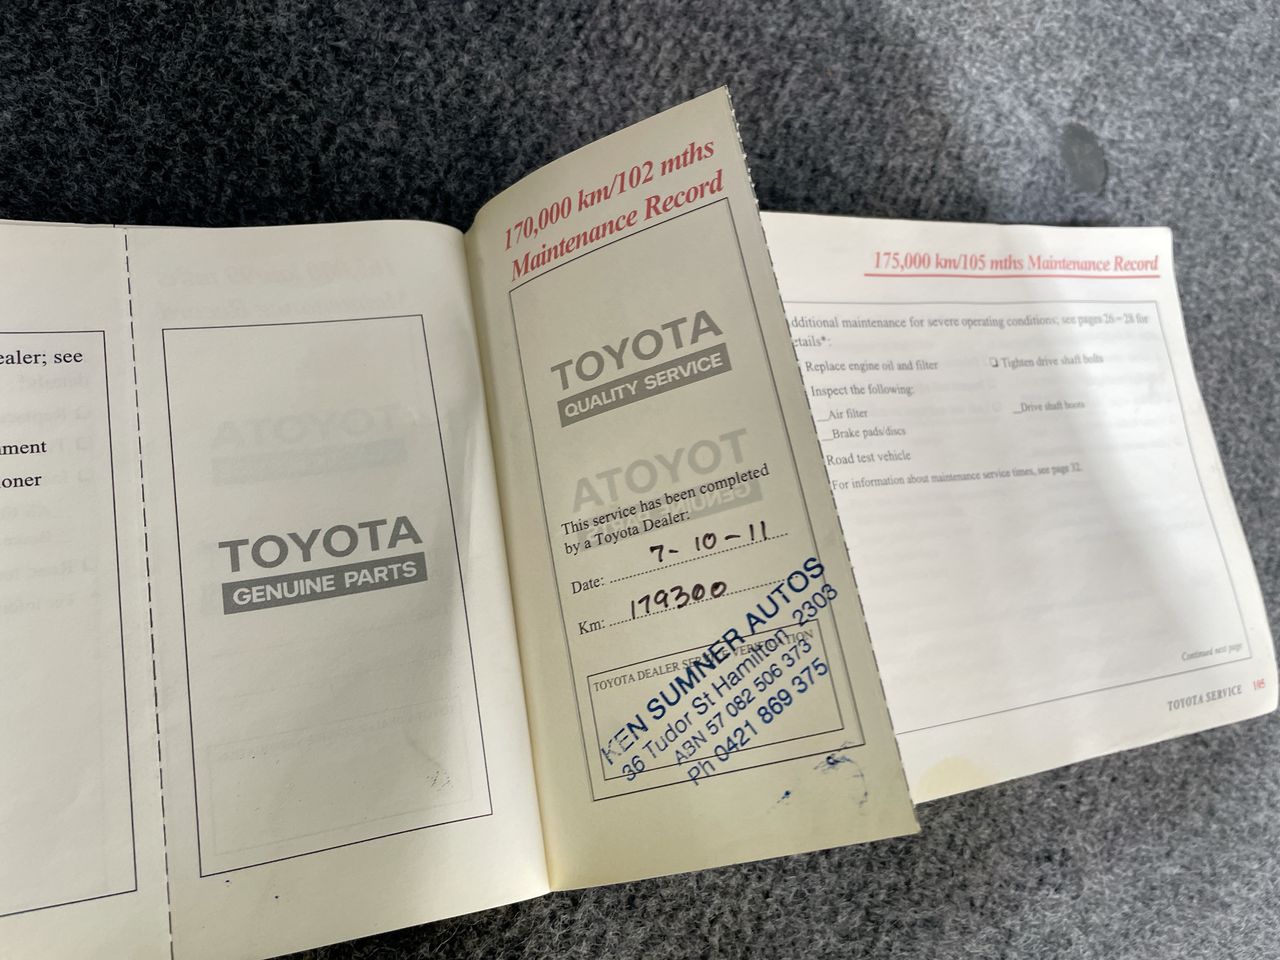 ealer; see
ment
oner
TOYOTA
GENUINE PARTS
170,000 km/102 mths
Maintenance Record
TOYOTA
QUALITY SERVICE
This service has been completed
by a Toyota Dealer:
Date: 7-10-11
Km: 179300
TOYOTA DEALER SERVICE VERIFICATION
KEN SUMNER AUTOS
36 Tudor St Hamilton 2303
ABN 57 082 506 373
Ph 0421 869 375
175,000 km/105 mths Maintenance Record
dditional maintenance for severe operating conditions; see pages 26–28 for
etails*:
Replace engine oil and filter
❑ Tighten drive shaft bolts
Inspect the following:
_Air filter
_Drive shaft boots
_Brake pads/discs
Road test vehicle
For information about maintenance service times, see page 32.
Continued next page
TOYOTA SERVICE 105